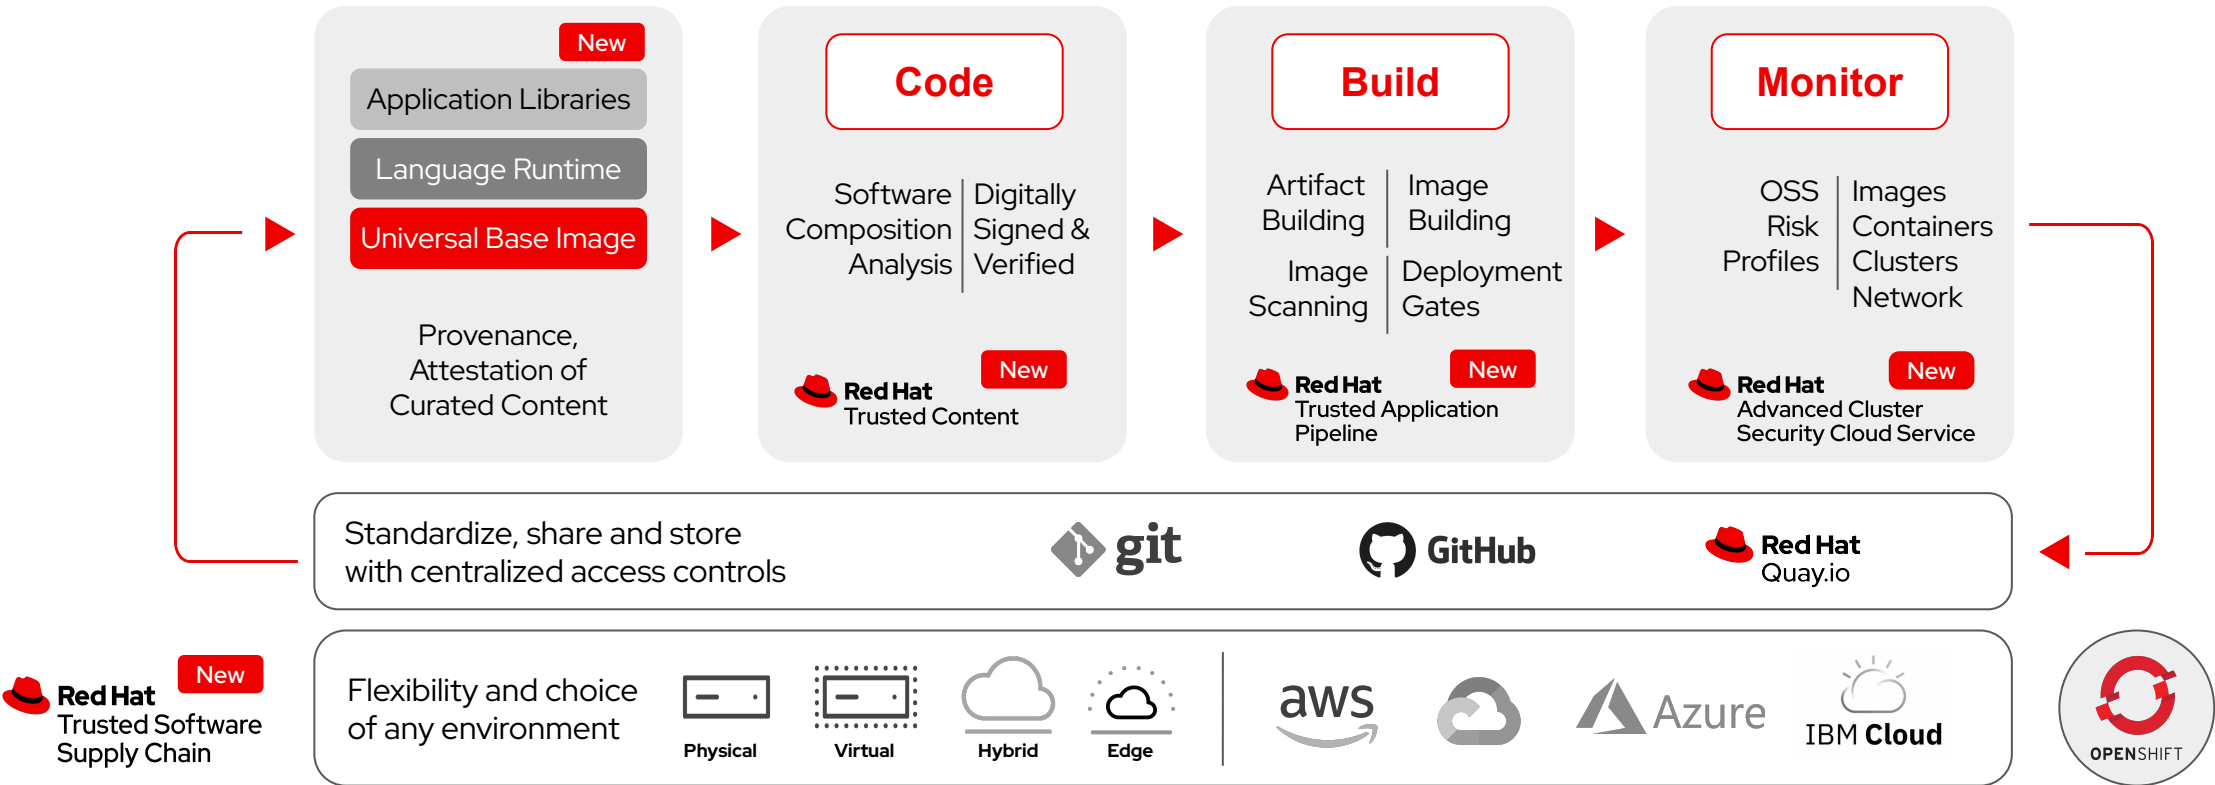 New
Application Libraries
Language Runtime
Universal Base Image
Provenance,
Attestation of
Curated Content
Code
Software
Composition
Analysis
Digitally
Signed &
Verified
New
Red Hat
Trusted Content
Build
Artifact
Building
Image
Building
Image
Scanning
Deployment
Gates
New
Red Hat
Trusted Application
Pipeline
Monitor
OSS
Risk
Profiles
Images
Containers
Clusters
Network
New
Red Hat
Advanced Cluster
Security Cloud Service
Standardize, share and store
with centralized access controls
git
GitHub
Red Hat
Quay.io
New
Red Hat
Trusted Software
Supply Chain
Flexibility and choice
of any environment
Physical
Virtual
Hybrid
Edge
aws
Azure
IBM Cloud
OPENSHIFT